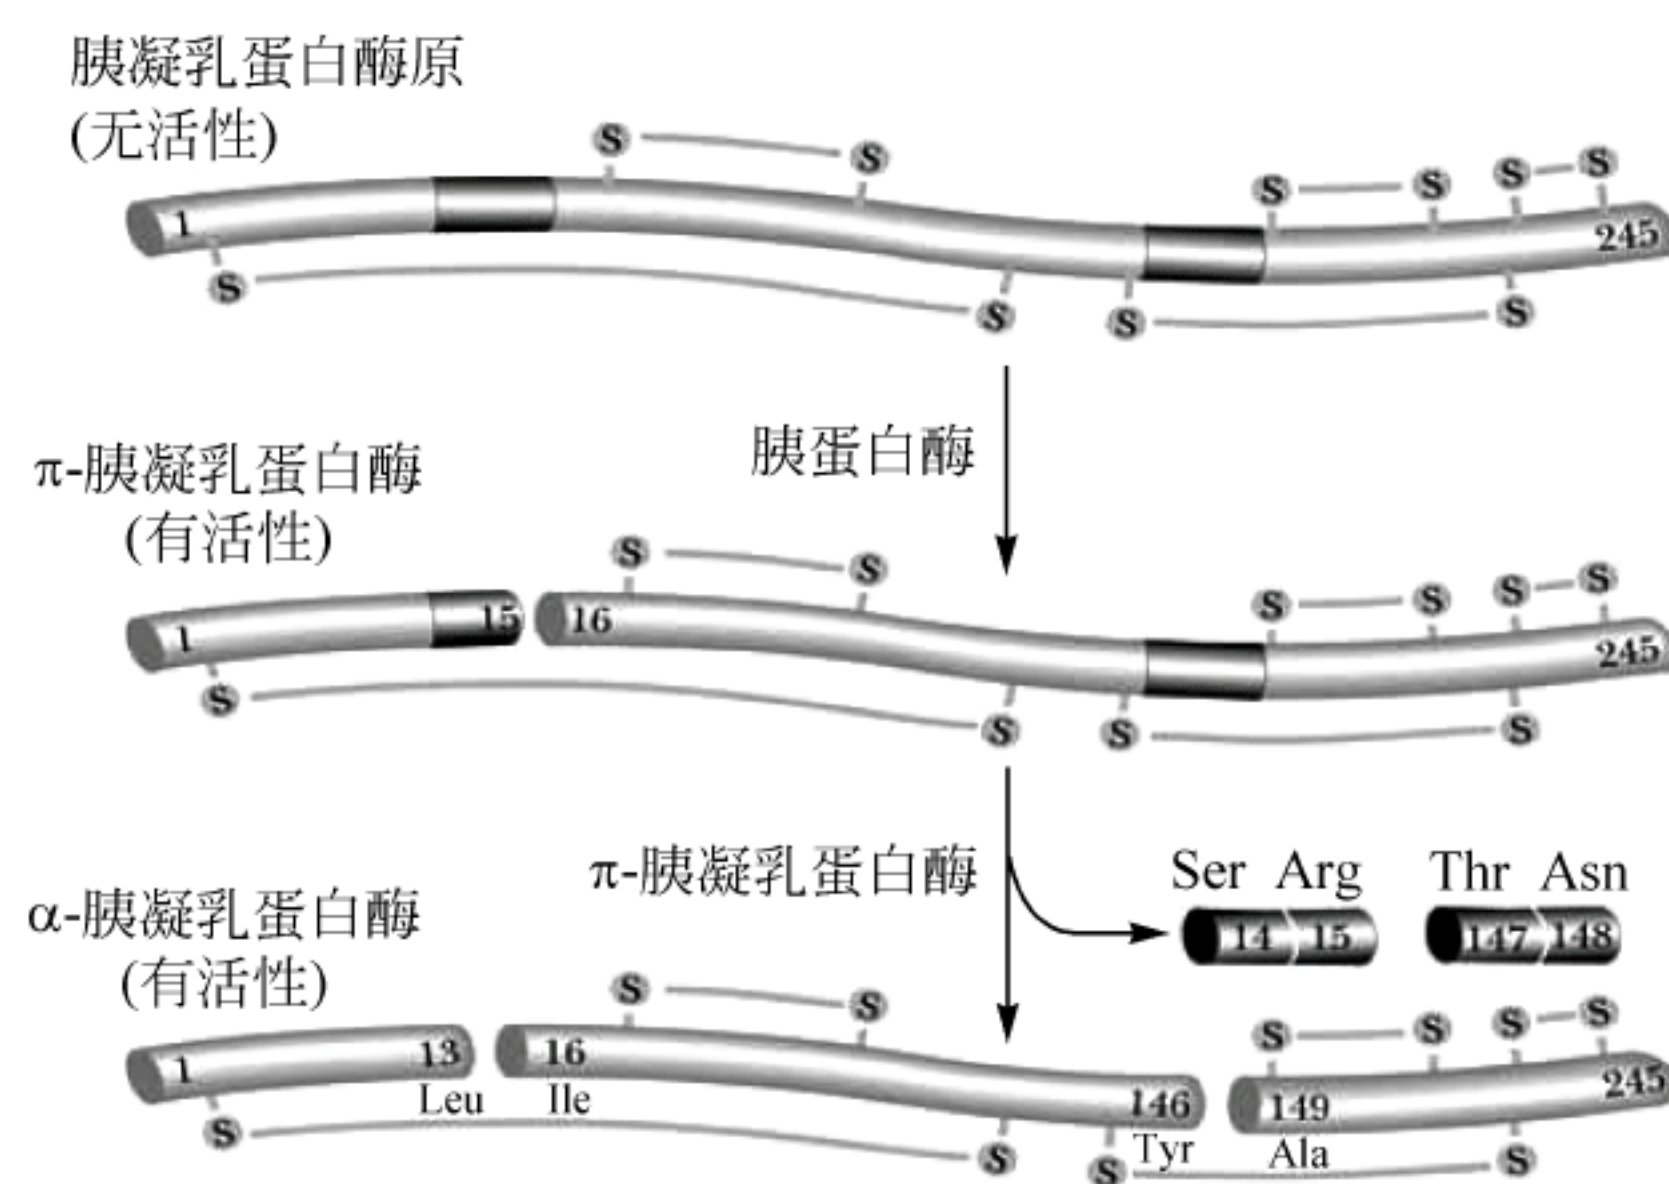 胰凝乳蛋白酶原
(无活性)
S S S S S S
1 245
S S S S
胰蛋白酶
π-胰凝乳蛋白酶
(有活性)
S S S S S S
1 15 16 245
S S S S
π-胰凝乳蛋白酶
Ser Arg Thr Asn
14 15 147 148
α-胰凝乳蛋白酶
(有活性)
S S S S S S
1 13 16 146 149 245
Leu Ile Tyr Ala
S S S S